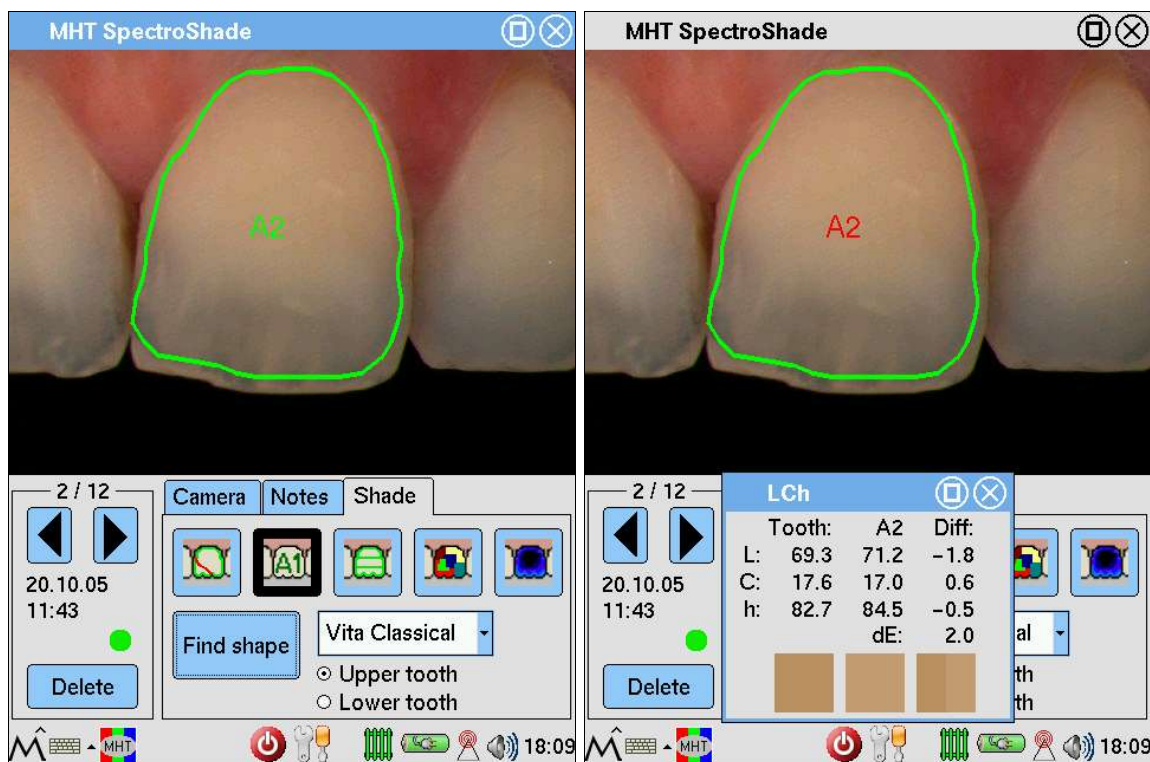 MHT SpectroShade
A2
2 / 12
Camera Notes Shade
A1
20.10.05
11:43
Find shape
Vita Classical
Upper tooth
Lower tooth
Delete
MHT
18:09
MHT SpectroShade
A2
2 / 12
LCh
Tooth: A2 Diff:
L: 69.3 71.2 −1.8
C: 17.6 17.0 0.6
h: 82.7 84.5 −0.5
dE: 2.0
20.10.05
11:43
al
th
th
Delete
MHT
18:09